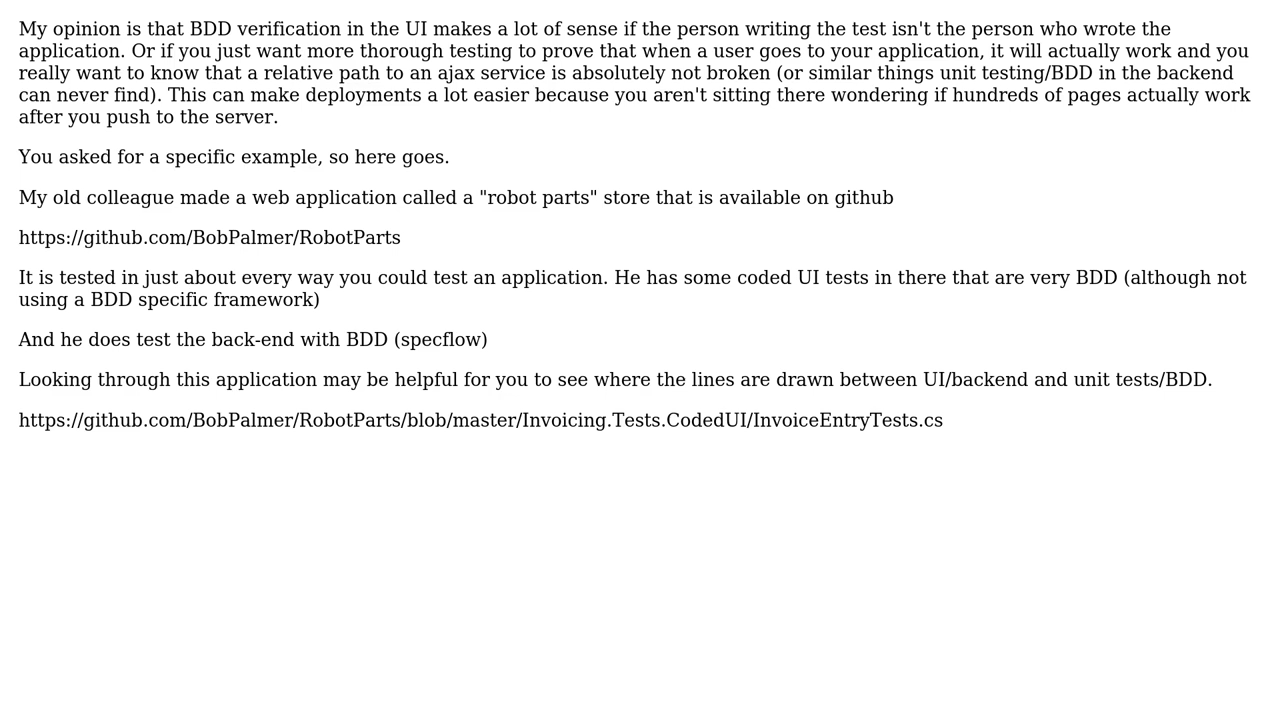 My opinion is that BDD verification in the UI makes a lot of sense if the person writing the test isn't the person who wrote the
application. Or if you just want more thorough testing to prove that when a user goes to your application, it will actually work and you
really want to know that a relative path to an ajax service is absolutely not broken (or similar things unit testing/BDD in the backend
can never find). This can make deployments a lot easier because you aren't sitting there wondering if hundreds of pages actually work
after you push to the server.
You asked for a specific example, so here goes.
My old colleague made a web application called a "robot parts" store that is available on github
https://github.com/BobPalmer/RobotParts
It is tested in just about every way you could test an application. He has some coded UI tests in there that are very BDD (although not
using a BDD specific framework)
And he does test the back-end with BDD (specflow)
Looking through this application may be helpful for you to see where the lines are drawn between UI/backend and unit tests/BDD.
https://github.com/BobPalmer/RobotParts/blob/master/Invoicing.Tests.CodedUI/InvoiceEntryTests.cs